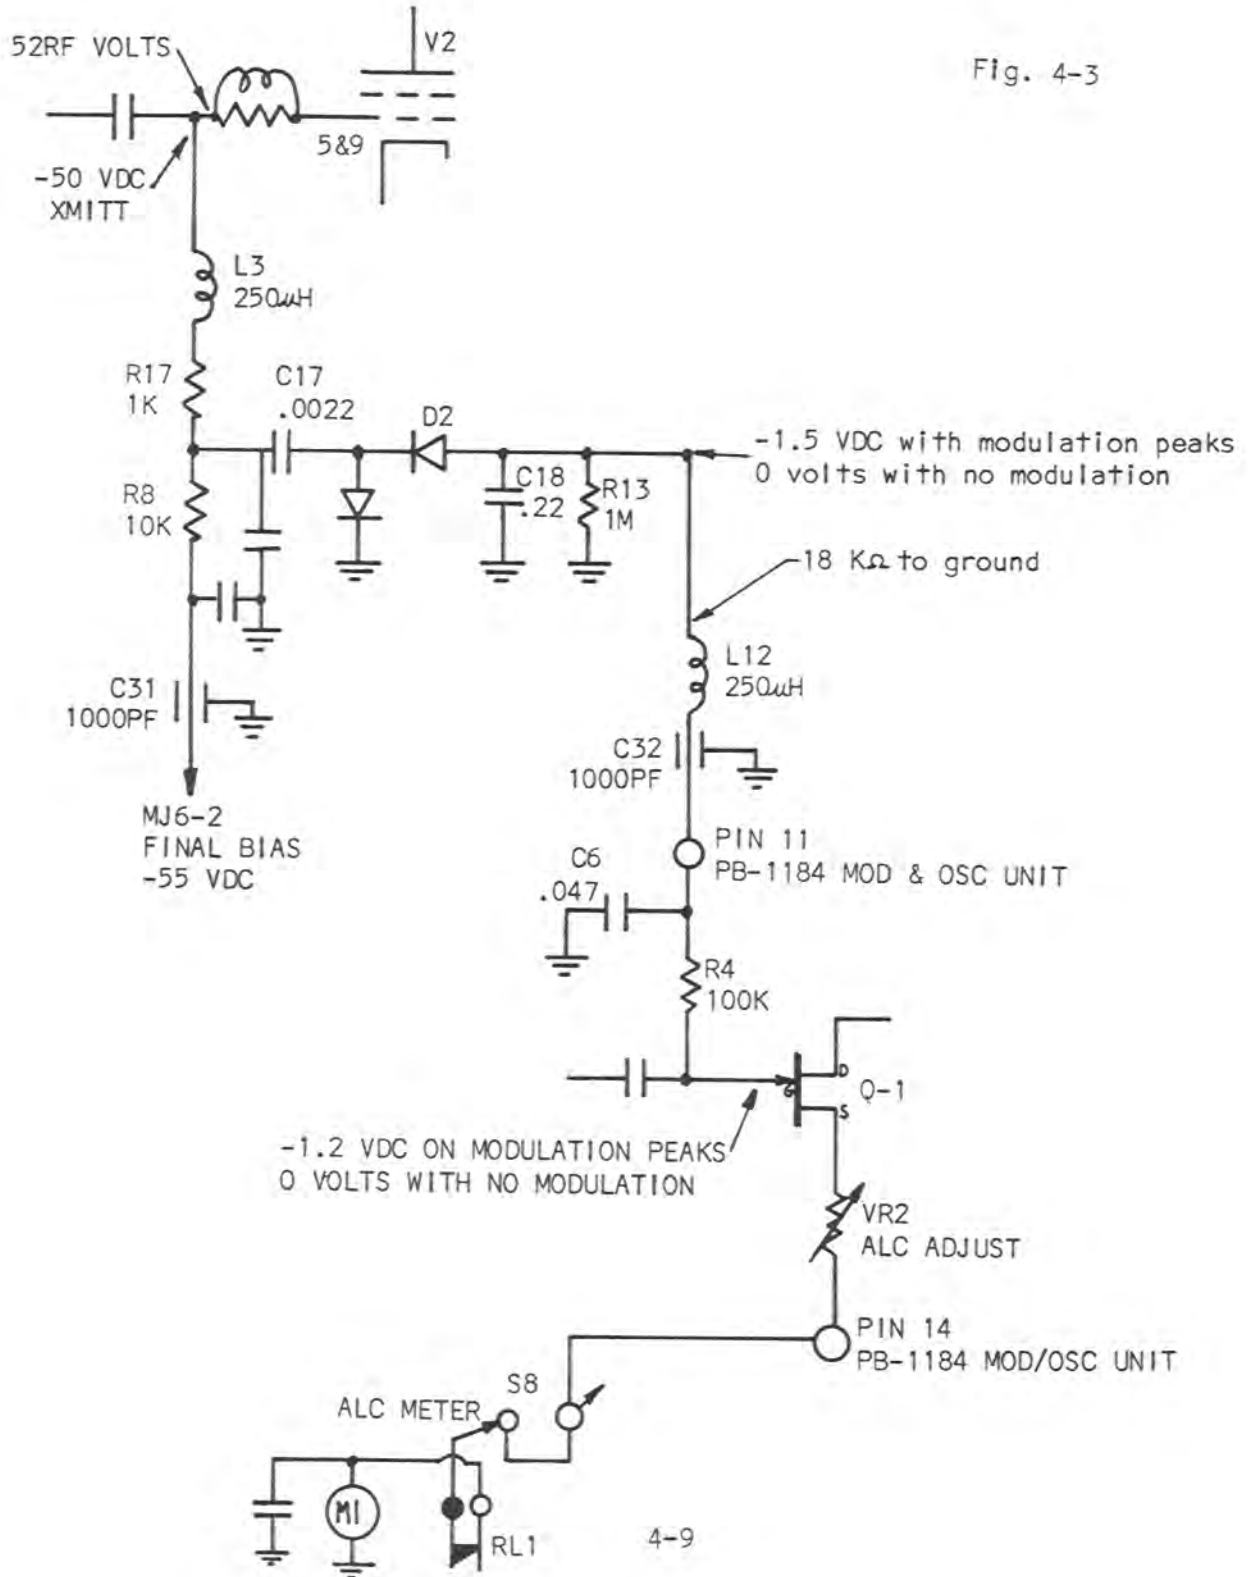 Fig. 4-3
52RF VOLTS
V2
5&9
-50 VDC
XMITT
L3
250µH
R17
1K
C17
.0022
D2
-1.5 VDC with modulation peaks
0 volts with no modulation
R8
10K
C18
.22
R13
1M
-18 KΩ to ground
L12
250µH
C31
1000PF
C32
1000PF
MJ6-2
FINAL BIAS
-55 VDC
PIN 11
PB-1184 MOD & OSC UNIT
C6
.047
R4
100K
D
G
S
Q-1
-1.2 VDC ON MODULATION PEAKS
0 VOLTS WITH NO MODULATION
VR2
ALC ADJUST
PIN 14
PB-1184 MOD/OSC UNIT
S8
ALC METER
M1
RL1
4-9